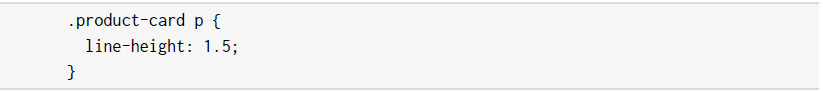 .product-card p {
  line-height: 1.5;
}